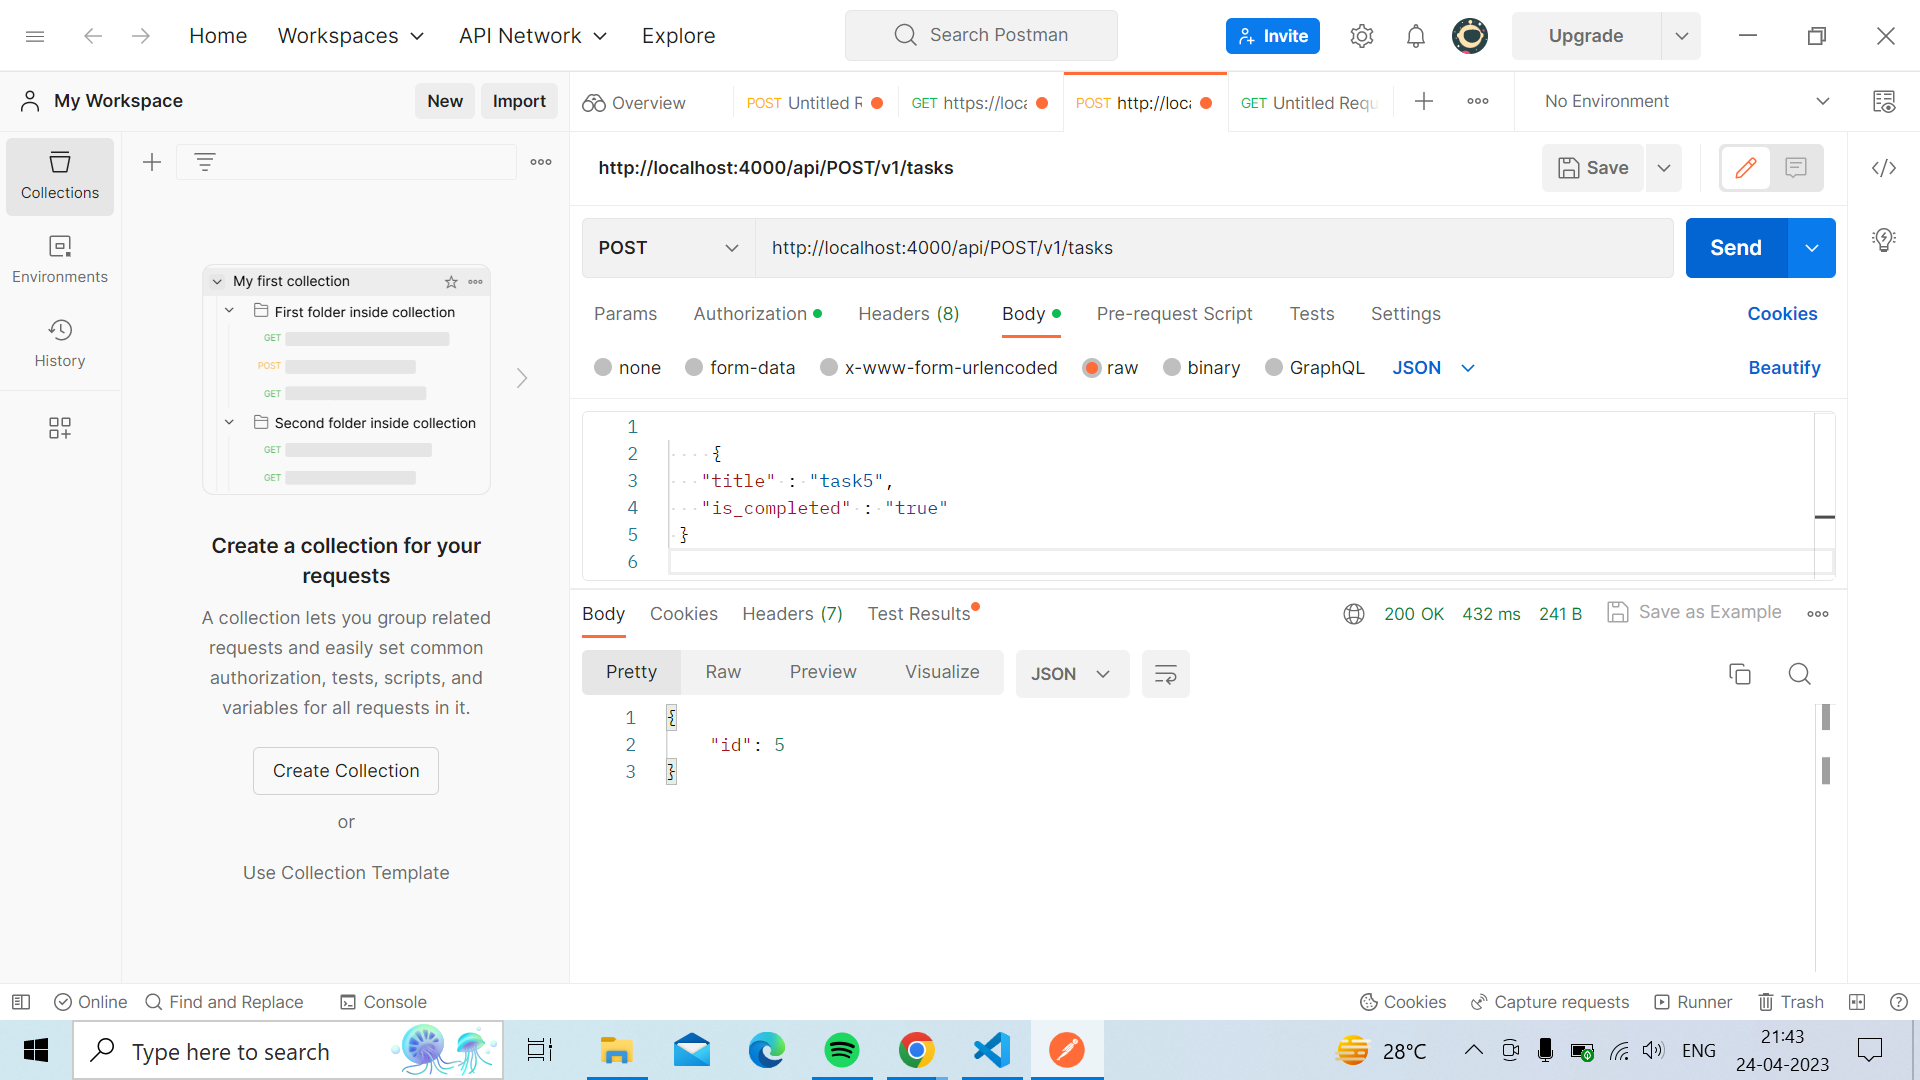 Home Workspaces API Network Explore Search Postman Invite Upgrade
My Workspace New Import
Overview POST Untitled R GET https://loca POST http://loca GET Untitled Requ No Environment
Collections
Environments
History
My first collection
First folder inside collection
GET
POST
GET
Second folder inside collection
GET
GET
Create a collection for your
requests
A collection lets you group related
requests and easily set common
authorization, tests, scripts, and
variables for all requests in it.
Create Collection
or
Use Collection Template
http://localhost:4000/api/POST/v1/tasks Save
POST http://localhost:4000/api/POST/v1/tasks Send
Params Authorization Headers (8) Body Pre-request Script Tests Settings Cookies
none form-data x-www-form-urlencoded raw binary GraphQL JSON Beautify
1
2 {
3 "title" : "task5",
4 "is_completed" : "true"
5 }
6
Body Cookies Headers (7) Test Results 200 OK 432 ms 241 B Save as Example
Pretty Raw Preview Visualize JSON
1 {
2 "id": 5
3 }
Online Find and Replace Console Cookies Capture requests Runner Trash
Type here to search 28°C ENG 21:43
24-04-2023